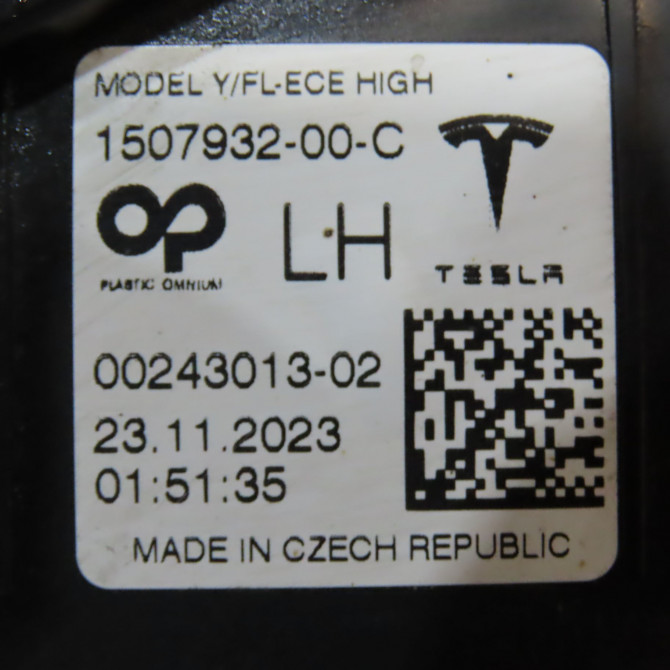 MODEL Y/FL-ECE HIGH
1507932-00-C
OP
PLASTIC OMNIUM
LH
TESLA
00243013-02
23.11.2023
01:51:35
MADE IN CZECH REPUBLIC